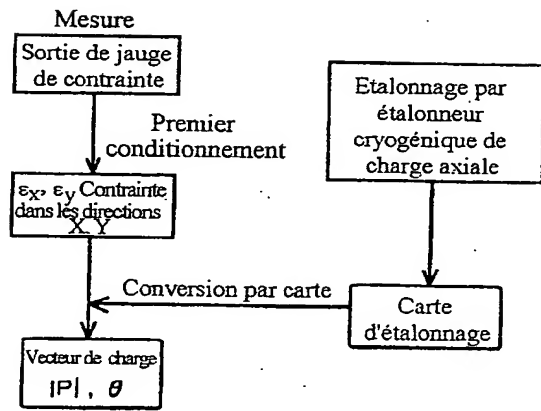 Mesure
Sortie de jauge
de contrainte
Premier
conditionnement
εx, εy Contrainte
dans les directions
X Y
Etalonnage par
étalonneur
cryogénique de
charge axiale
Conversion par carte
Carte
d'étalonnage
Vecteur de charge
|P| , θ